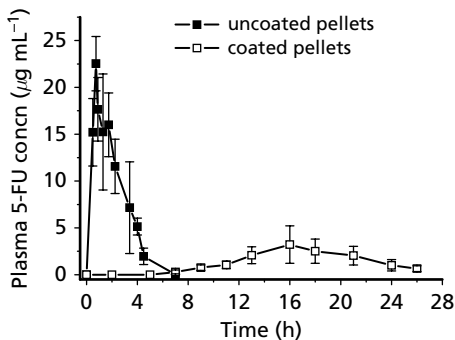 uncoated pellets
coated pellets
Plasma 5-FU concn (μg mL⁻¹)
25
20
15
10
5
0
0 4 8 12 16 20 24 28
Time (h)